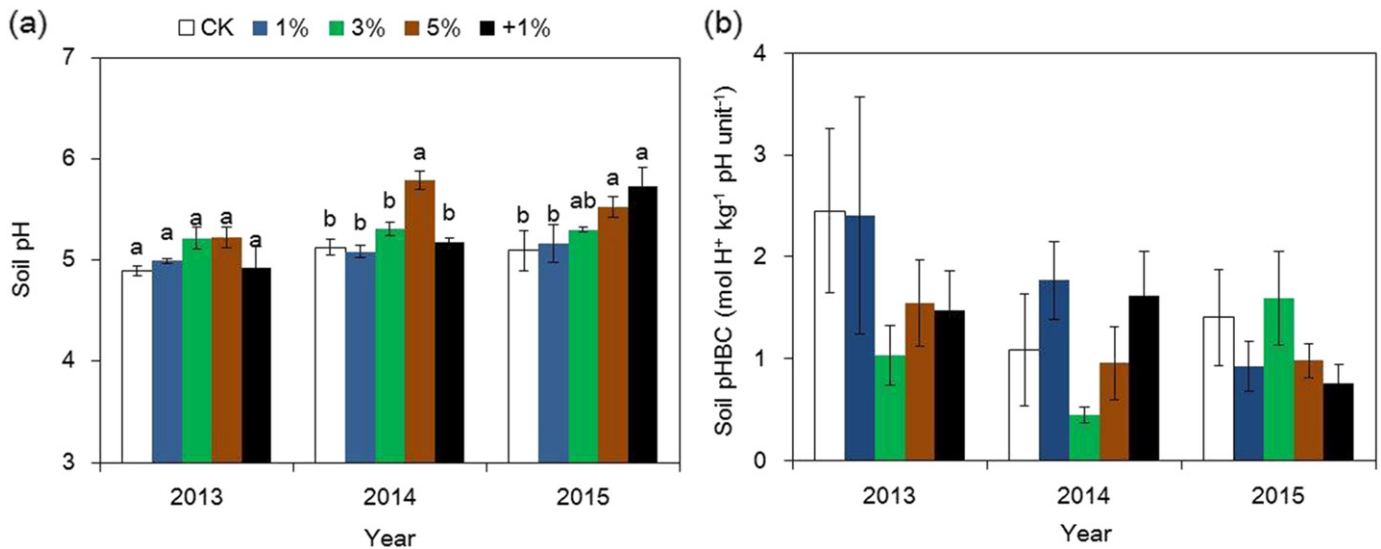 (a)
CK 1% 3% 5% +1%
7
6
5
4
3
Soil pH
a a a a a
b b b a b
b b ab a a
2013 2014 2015
Year
(b)
4
3
2
1
0
Soil pHBC (mol H⁺ kg⁻¹ pH unit⁻¹)
2013 2014 2015
Year